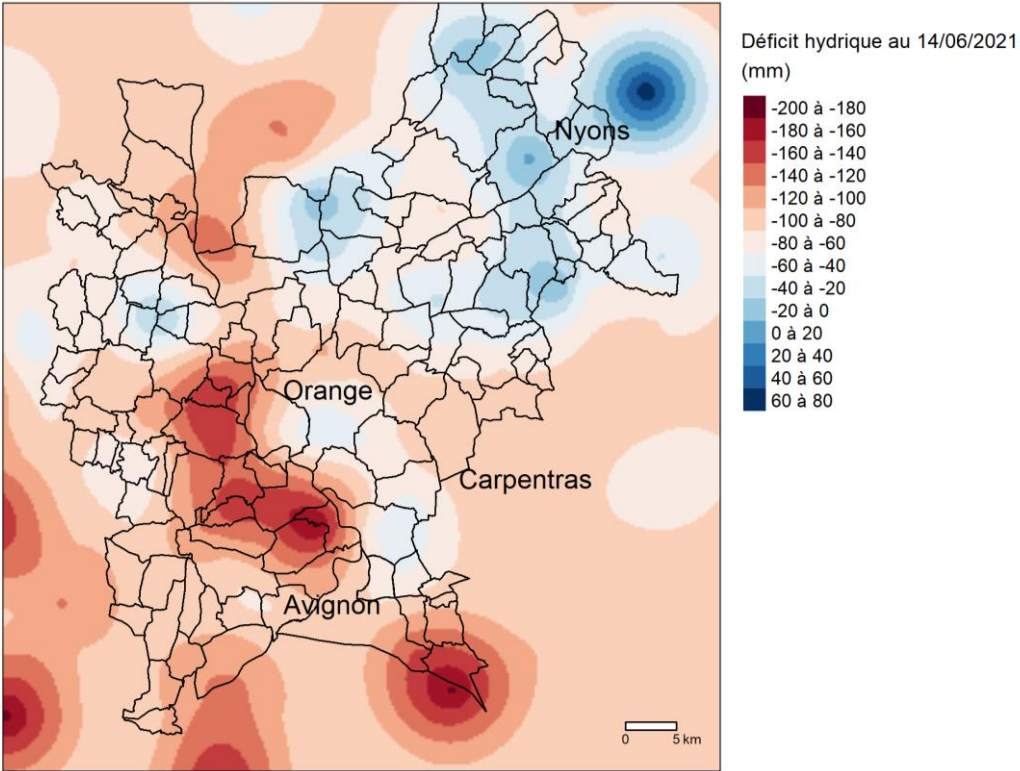 Déficit hydrique au 14/06/2021
(mm)
-200 à -180
-180 à -160
-160 à -140
-140 à -120
-120 à -100
-100 à -80
-80 à -60
-60 à -40
-40 à -20
-20 à 0
0 à 20
20 à 40
40 à 60
60 à 80
Nyons
Orange
Carpentras
Avignon
0 5 km